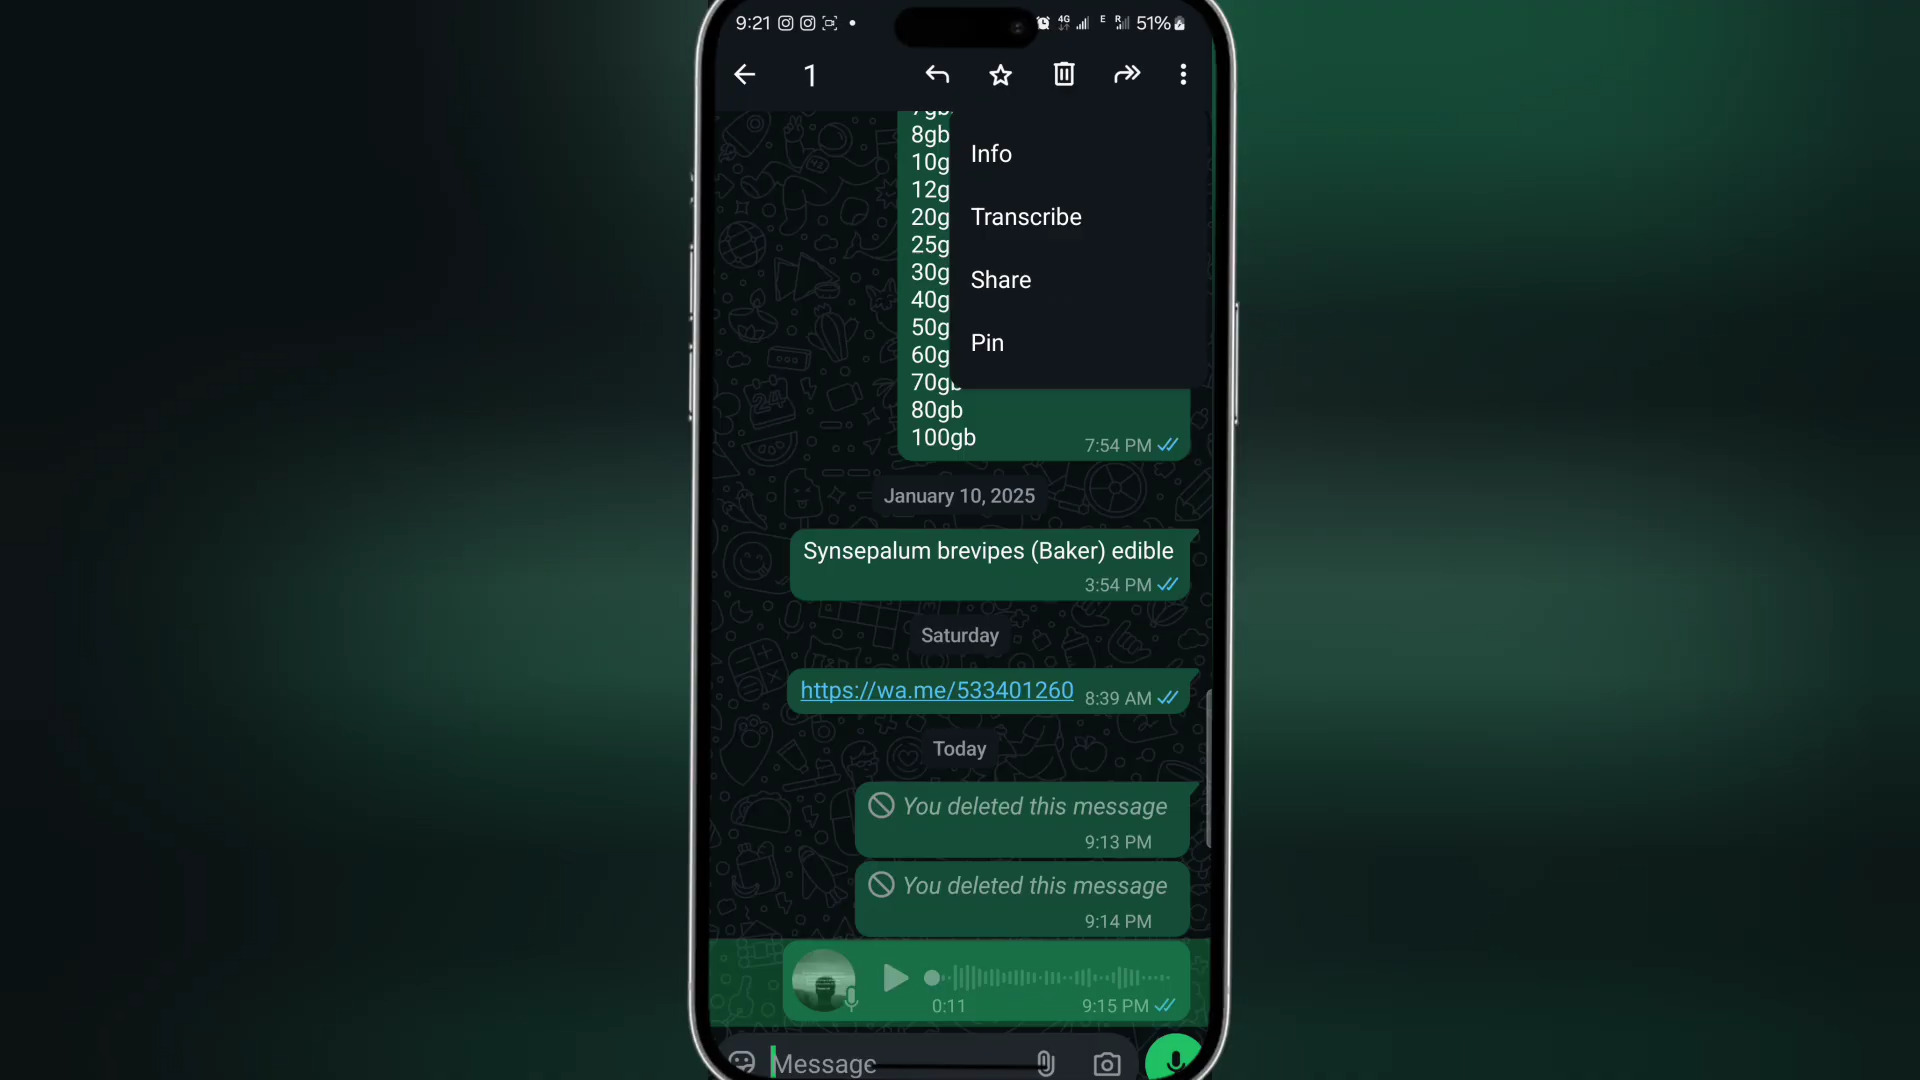 9:21 4G E R 51%
1
8gb
10g
12g
20g
25g
30g
40g
50g
60g
70gb
80gb
100gb
7:54 PM
Info
Transcribe
Share
Pin
January 10, 2025
Synsepalum brevipes (Baker) edible
3:54 PM
Saturday
https://wa.me/533401260 8:39 AM
Today
You deleted this message
9:13 PM
You deleted this message
9:14 PM
0:11 9:15 PM
Message